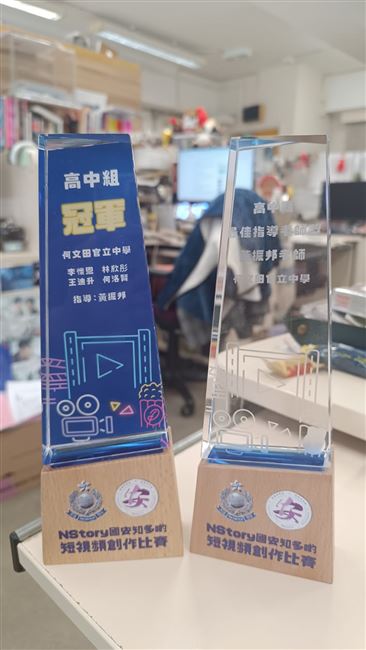 高中組
冠軍
何文田官立中學
李愷恩 林欣彤
王迪升 何洛賢
指導：黃振邦
NStory國安知多啲
短視頻創作比賽
高中組
最佳指導老師獎
黃振邦老師
何文田官立中學
NStory國安知多啲
短視頻創作比賽